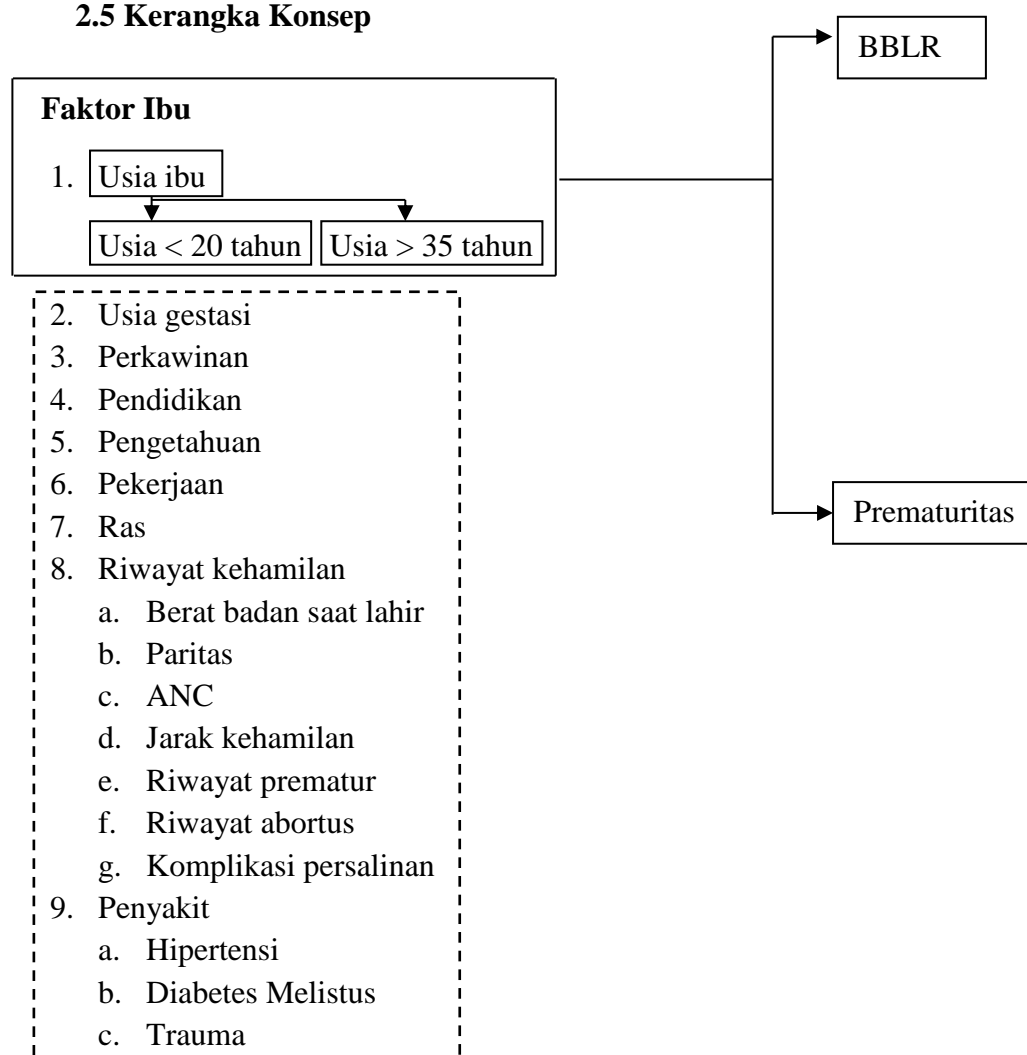 2.5 Kerangka Konsep
BBLR
Faktor Ibu
1. Usia ibu
Usia < 20 tahun Usia > 35 tahun
2. Usia gestasi
3. Perkawinan
4. Pendidikan
5. Pengetahuan
6. Pekerjaan
7. Ras
8. Riwayat kehamilan
a. Berat badan saat lahir
b. Paritas
c. ANC
d. Jarak kehamilan
e. Riwayat prematur
f. Riwayat abortus
g. Komplikasi persalinan
9. Penyakit
a. Hipertensi
b. Diabetes Melistus
c. Trauma
Prematuritas